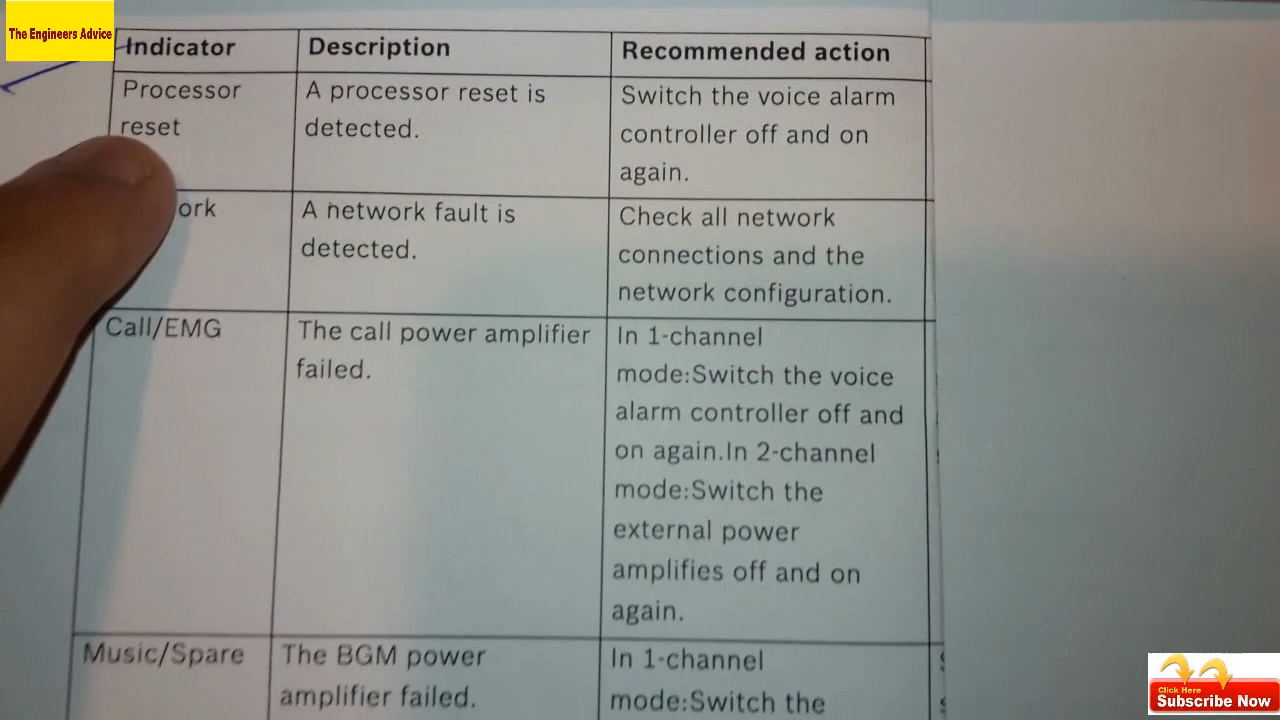 The Engineers Advice
Indicator Description Recommended action
Processor
reset
A processor reset is
detected.
Switch the voice alarm
controller off and on
again.
A network fault is
detected.
Check all network
connections and the
network configuration.
Call/EMG
The call power amplifier
failed.
In 1-channel
mode:Switch the voice
alarm controller off and
on again.In 2-channel
mode:Switch the
external power
amplifies off and on
again.
Music/Spare
The BGM power
amplifier failed.
In 1-channel
mode:Switch the
Click Here
Subscribe Now